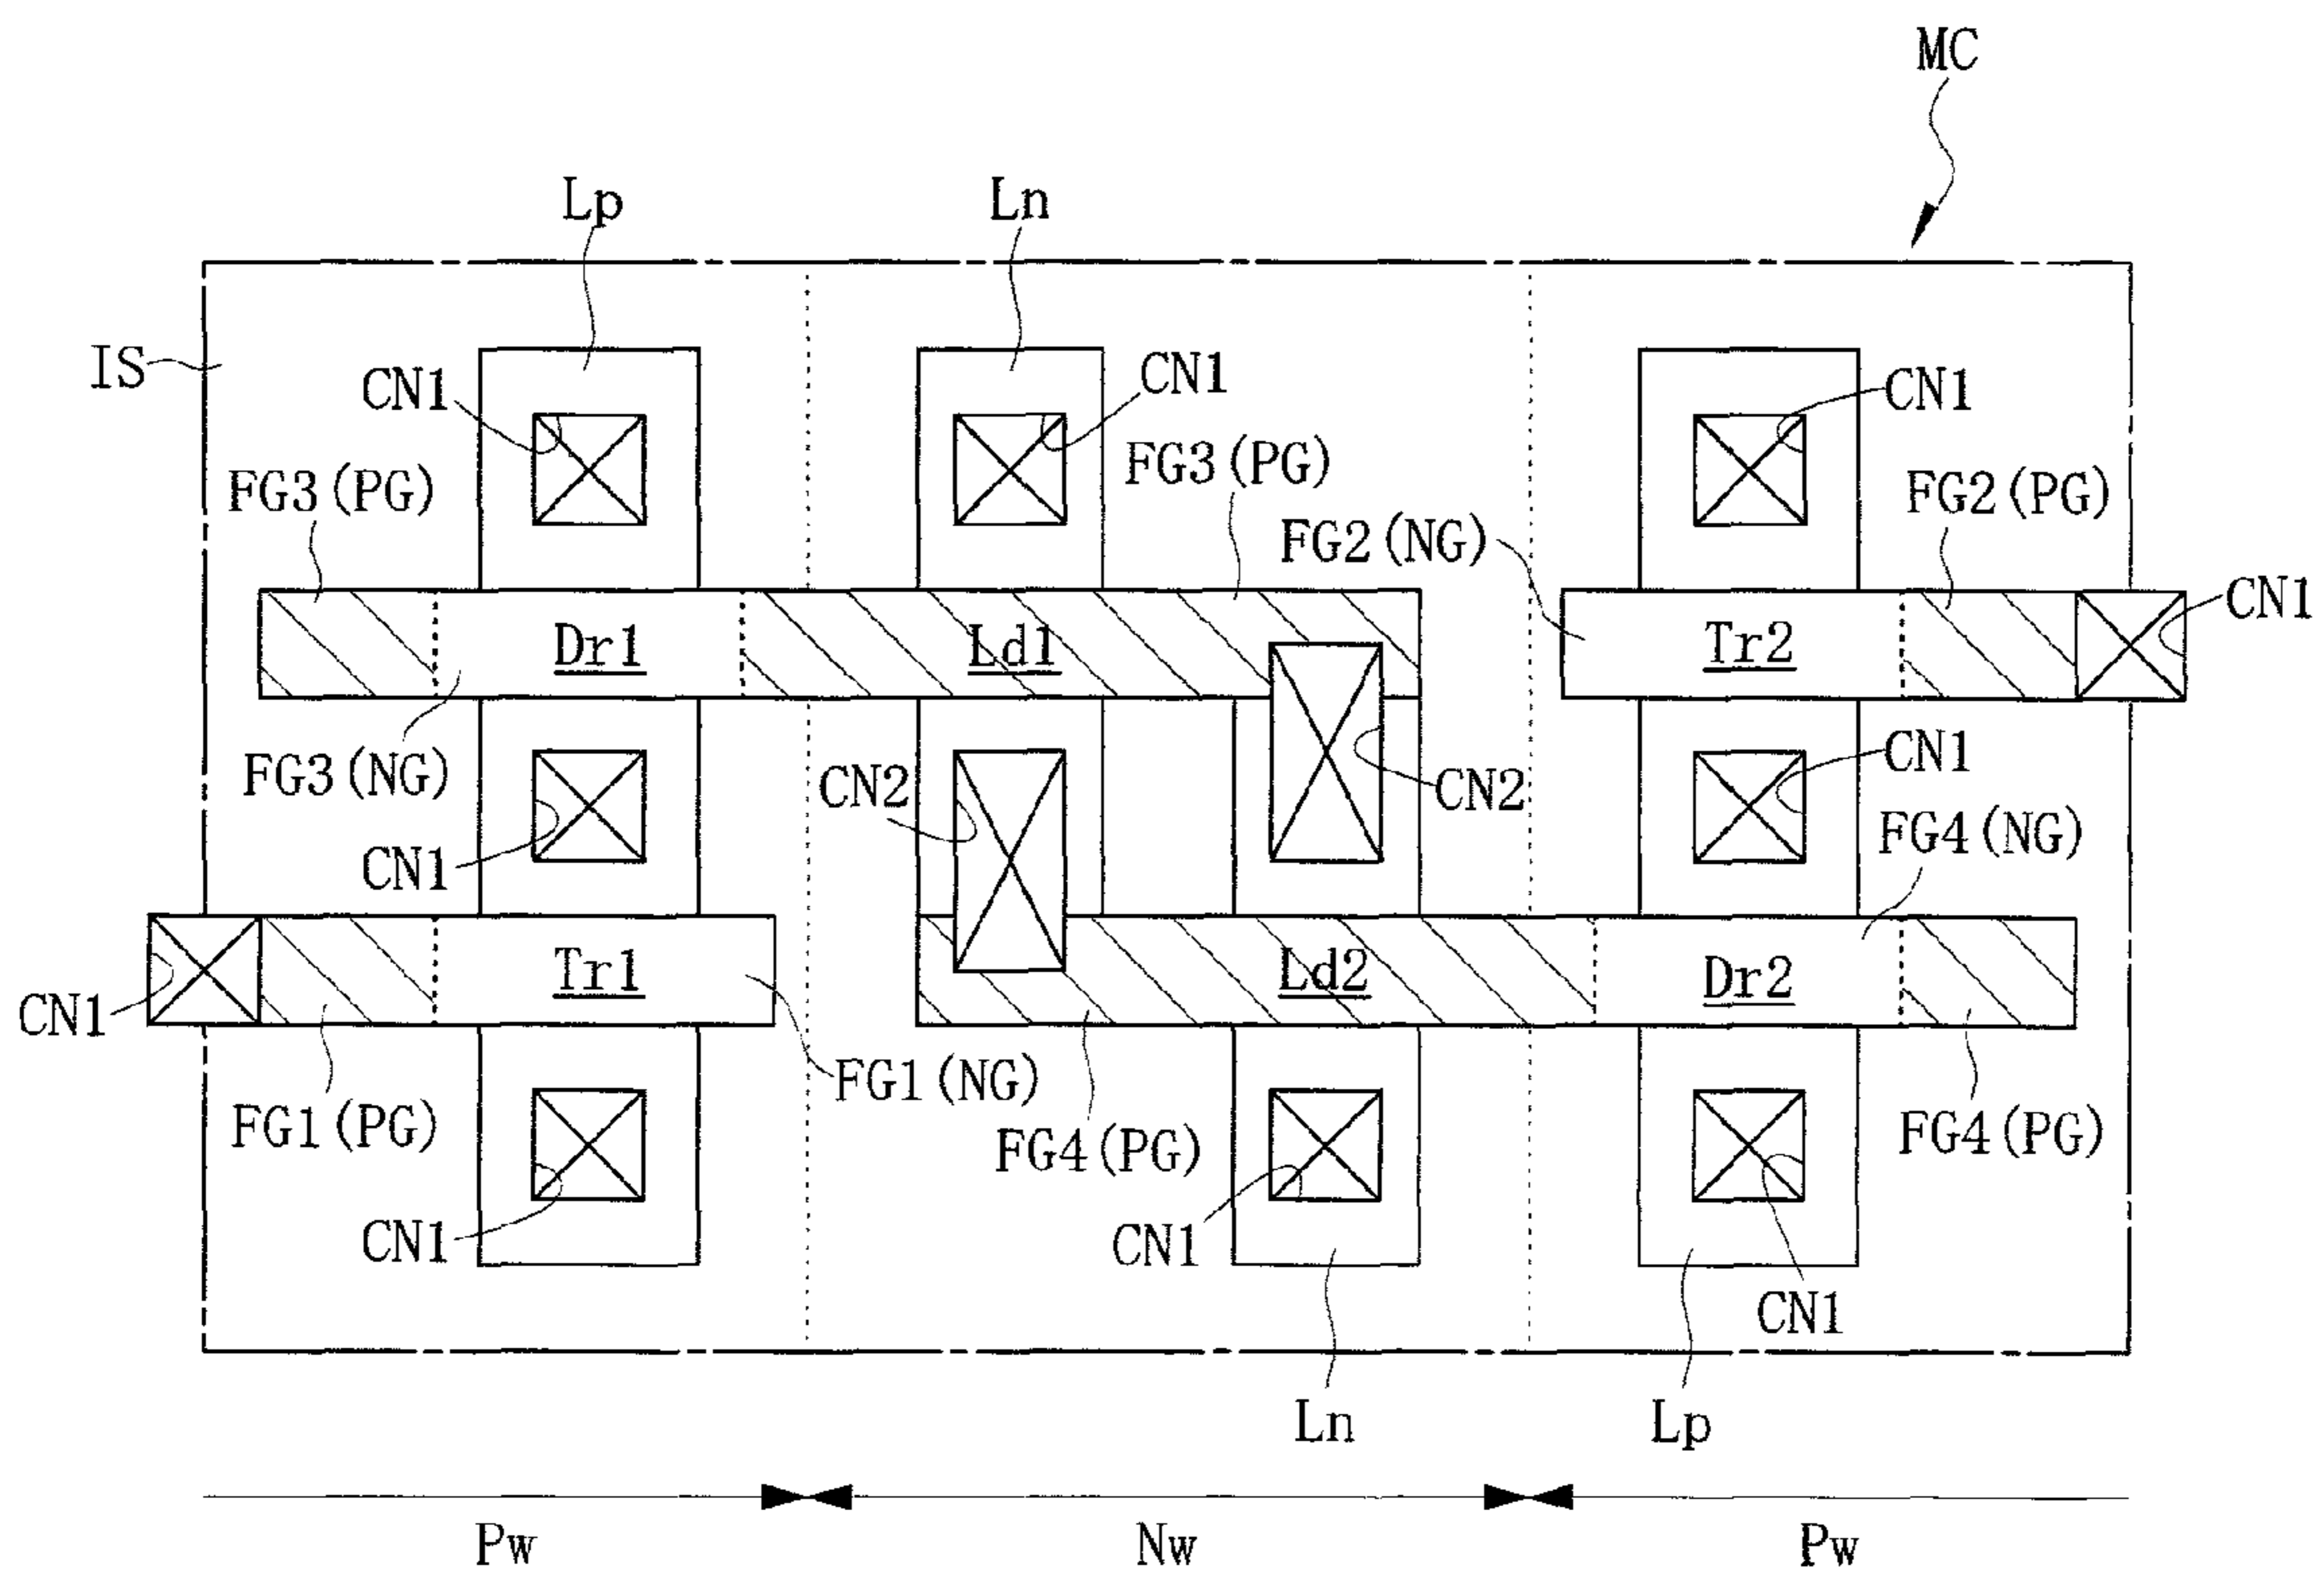 MC
Lp
Ln
IS
CN1
CN1
CN1
FG3(PG)
FG3(PG)
FG2(PG)
FG2(NG)
CN1
Dr1
Ld1
Tr2
FG3(NG)
CN2
CN2
CN1
FG4(NG)
CN1
CN1
Tr1
Ld2
Dr2
FG1(NG)
FG1(PG)
FG4(PG)
FG4(PG)
CN1
CN1
CN1
Ln
Lp
Pw
Nw
Pw